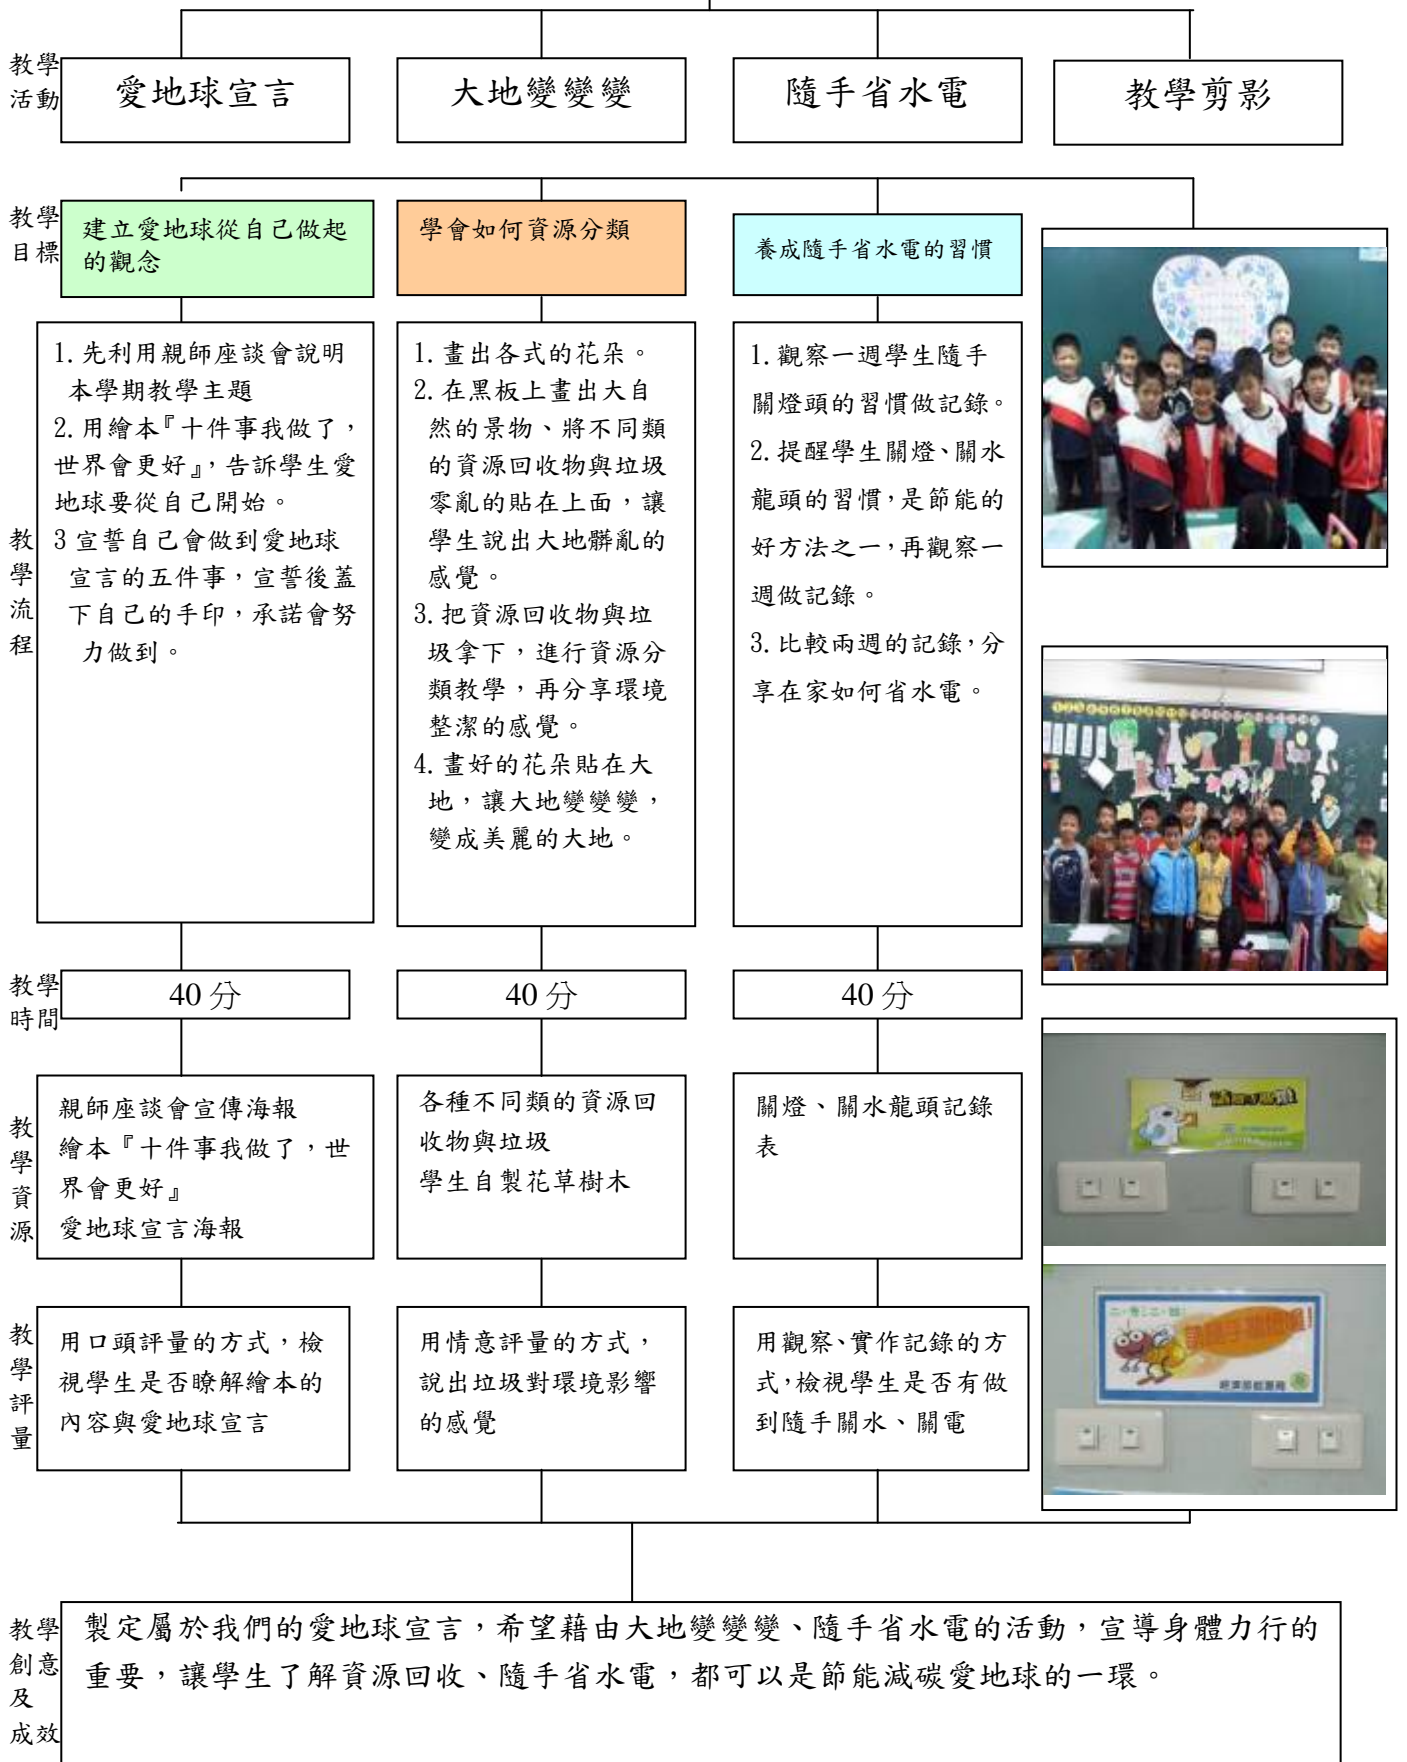 教學
活動
愛地球宣言
大地變變變
隨手省水電
教學剪影
教學
目標
建立愛地球從自己做起
的觀念
學會如何資源分類
養成隨手省水電的習慣
教
學
流
程
1.先利用親師座談會說明
本學期教學主題
2.用繪本『十件事我做了，
世界會更好』，告訴學生愛
地球要從自己開始。
3 宣誓自己會做到愛地球
宣言的五件事，宣誓後蓋
下自己的手印，承諾會努
力做到。
1.畫出各式的花朵。
2.在黑板上畫出大自
然的景物、將不同類
的資源回收物與垃圾
零亂的貼在上面，讓
學生說出大地髒亂的
感覺。
3.把資源回收物與垃
圾拿下，進行資源分
類教學，再分享環境
整潔的感覺。
4.畫好的花朵貼在大
地，讓大地變變變，
變成美麗的大地。
1.觀察一週學生隨手
關燈頭的習慣做記錄。
2.提醒學生關燈、關水
龍頭的習慣，是節能的
好方法之一，再觀察一
週做記錄。
3.比較兩週的記錄，分
享在家如何省水電。
教學
時間
40 分
40 分
40 分
教
學
資
源
親師座談會宣傳海報
繪本『十件事我做了，世
界會更好』
愛地球宣言海報
各種不同類的資源回
收物與垃圾
學生自製花草樹木
關燈、關水龍頭記錄
表
教
學
評
量
用口頭評量的方式，檢
視學生是否瞭解繪本的
內容與愛地球宣言
用情意評量的方式，
說出垃圾對環境影響
的感覺
用觀察、實作記錄的方
式，檢視學生是否有做
到隨手關水、關電
教學
創意
及
成效
製定屬於我們的愛地球宣言，希望藉由大地變變變、隨手省水電的活動，宣導身體力行的
重要，讓學生了解資源回收、隨手省水電，都可以是節能減碳愛地球的一環。